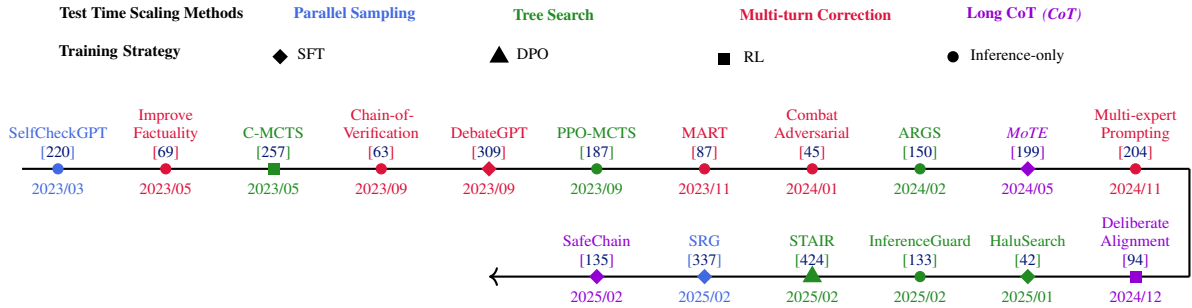 Test Time Scaling Methods Parallel Sampling Tree Search Multi-turn Correction Long CoT (CoT)
Training Strategy SFT DPO RL Inference-only
SelfCheckGPT [220] 2023/03
Improve Factuality [69] 2023/05
C-MCTS [257] 2023/05
Chain-of-Verification [63] 2023/09
DebateGPT [309] 2023/09
PPO-MCTS [187] 2023/09
MART [87] 2023/11
Combat Adversarial [45] 2024/01
ARGS [150] 2024/02
MoTE [199] 2024/05
Multi-expert Prompting [204] 2024/11
SafeChain [135] 2025/02
SRG [337] 2025/02
STAIR [424] 2025/02
InferenceGuard [133] 2025/02
HaluSearch [42] 2025/01
Deliberate Alignment [94] 2024/12